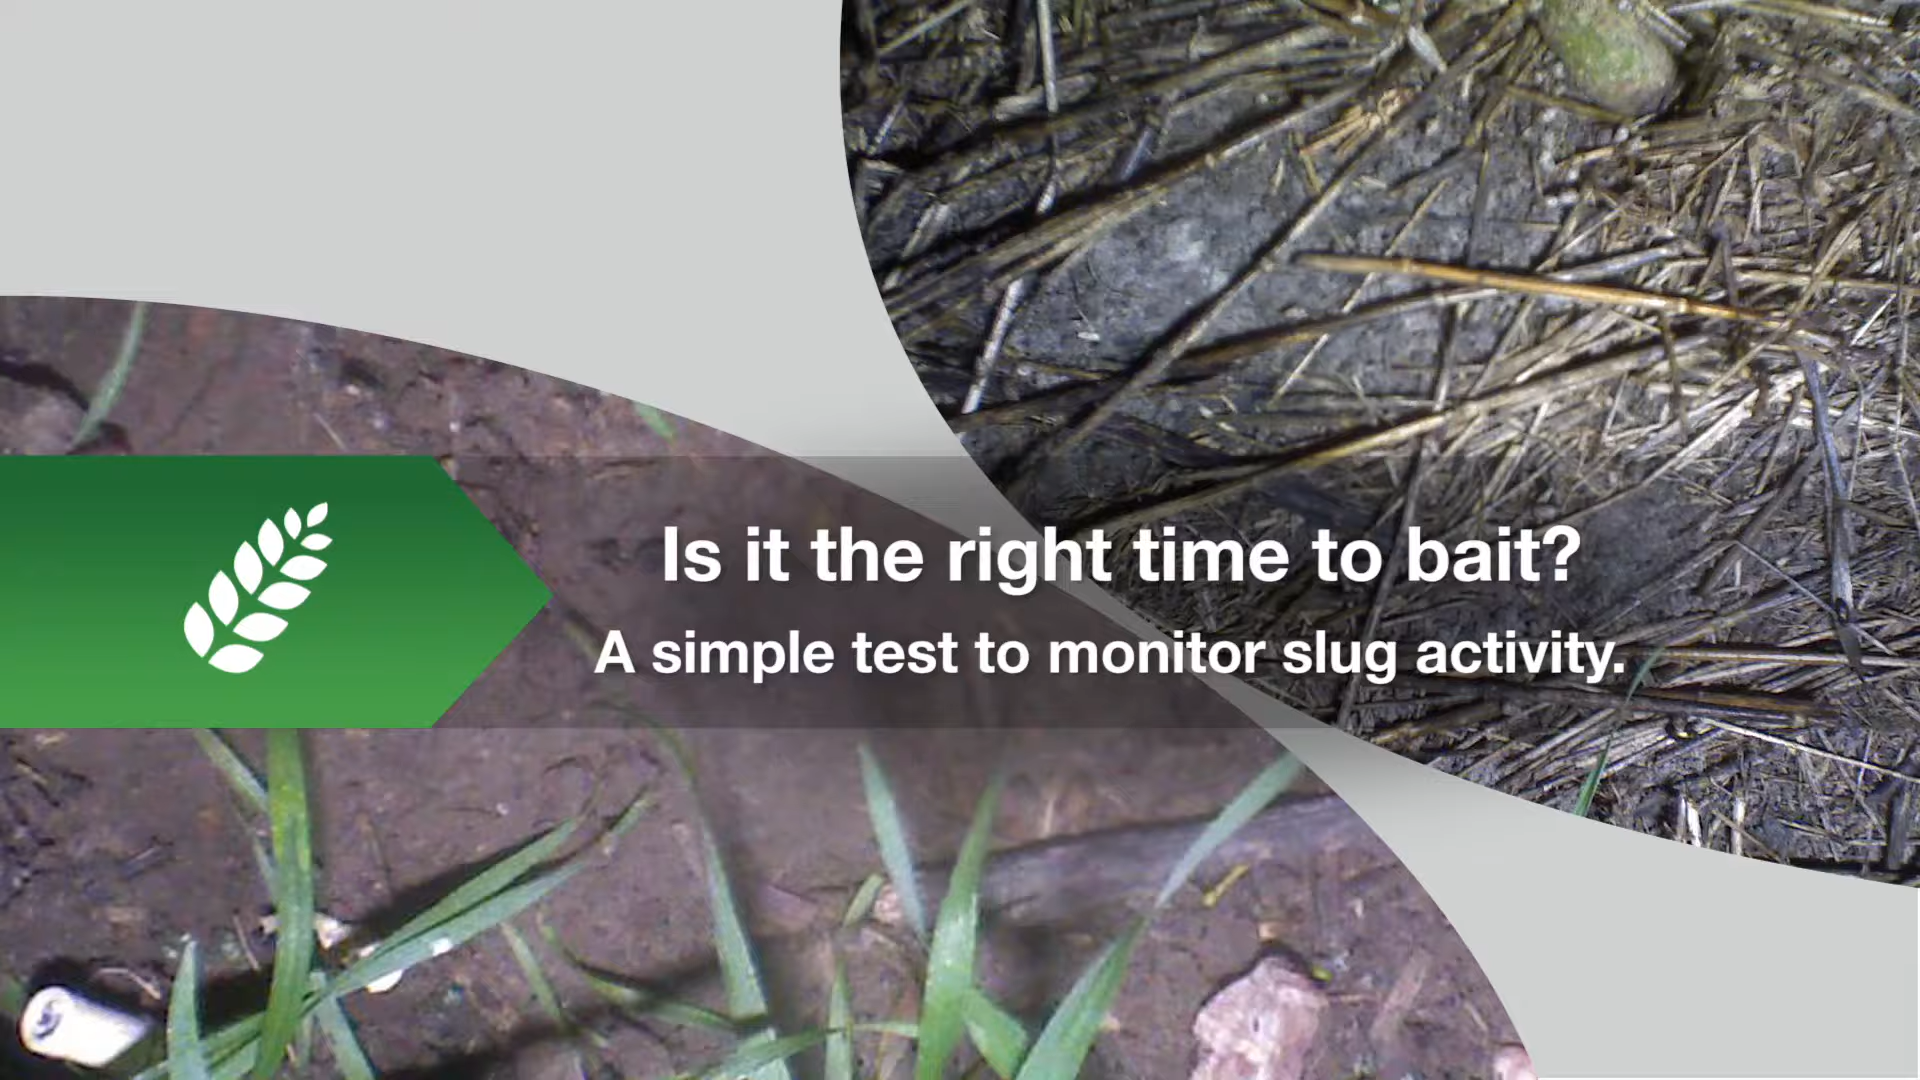 Is it the right time to bait?
A simple test to monitor slug activity.